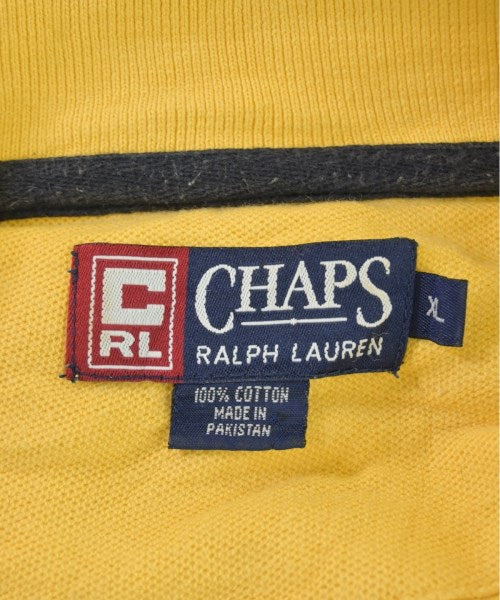 C
RL
CHAPS
RALPH LAUREN
XL
100% COTTON
MADE IN
PAKISTAN